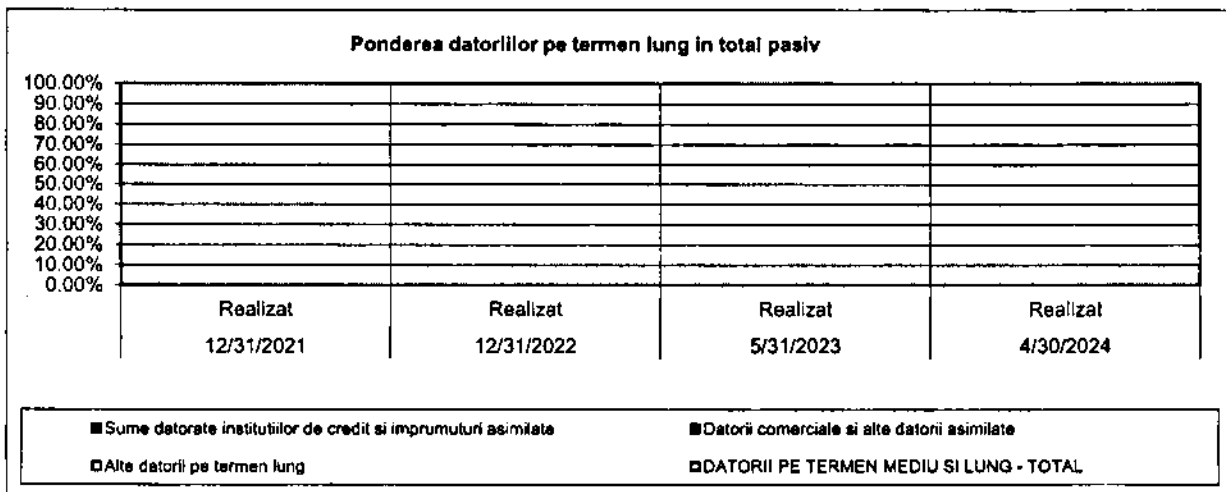 Ponderea datoriilor pe termen lung in total pasiv
100.00%
90.00%
80.00%
70.00%
60.00%
50.00%
40.00%
30.00%
20.00%
10.00%
0.00%
Realizat Realizat Realizat Realizat
12/31/2021 12/31/2022 5/31/2023 4/30/2024
Sume datorate institutiilor de credit si imprumuturi asimilate Datorii comerciale si alte datorii asimilate
Alte datorii pe termen lung DATORII PE TERMEN MEDIU SI LUNG - TOTAL